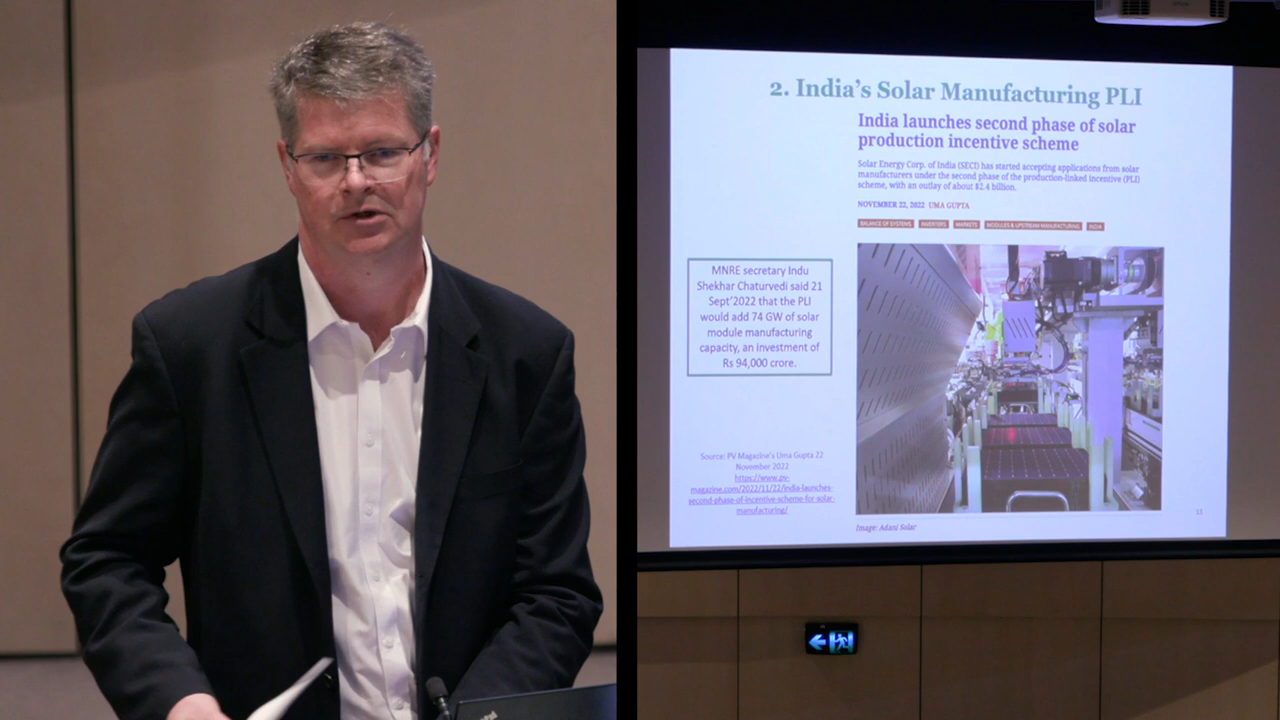 2. India's Solar Manufacturing PLI
India launches second phase of solar
production incentive scheme
Solar Energy Corp. of India (SECI) has started accepting applications from solar
manufacturers under the second phase of the production-linked incentive (PLI)
scheme, with an outlay of about $2.4 billion.
NOVEMBER 22, 2022 UMA GUPTA
BALANCE OF SYSTEMS INVERTERS MARKETS MODULES & UPSTREAM MANUFACTURING INDIA
MNRE secretary Indu
Shekhar Chaturvedi said 21
Sept'2022 that the PLI
would add 74 GW of solar
module manufacturing
capacity, an investment of
Rs 94,000 crore.
Source: PV Magazine's Uma Gupta 22
November 2022
https://www.pv-
magazine.com/2022/11/22/india-launches-
second-phase-of-incentive-scheme-for-solar-
manufacturing/
Image: Adani Solar